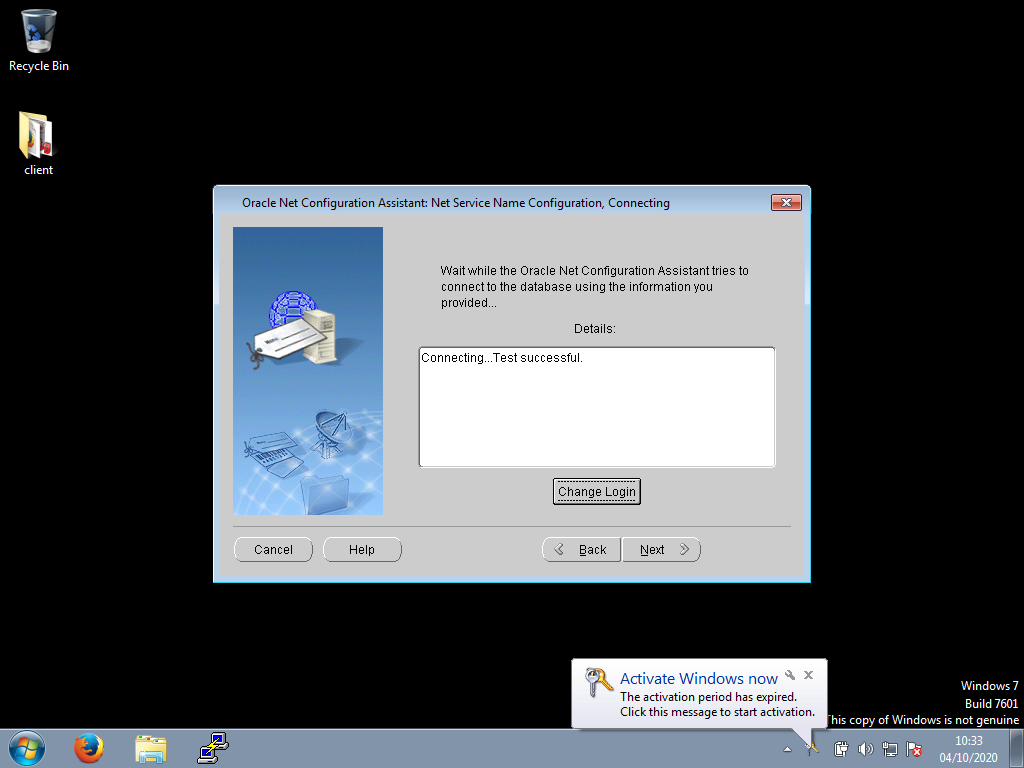 Recycle Bin
client
Oracle Net Configuration Assistant: Net Service Name Configuration, Connecting
Wait while the Oracle Net Configuration Assistant tries to
connect to the database using the information you
provided...
Details:
Connecting...Test successful.
Change Login
Cancel
Help
Back
Next
Activate Windows now
The activation period has expired.
Click this message to start activation.
Windows 7
Build 7601
This copy of Windows is not genuine
10:33
04/10/2020